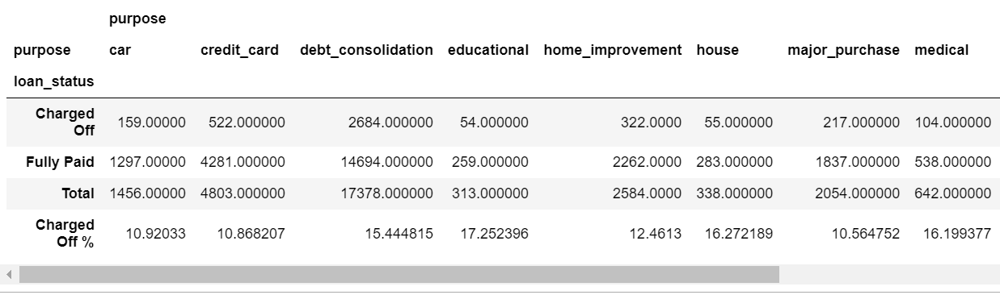 purpose
purpose car credit_card debt_consolidation educational home_improvement house major_purchase medical
loan_status
Charged Off 159.00000 522.000000 2684.000000 54.000000 322.0000 55.000000 217.000000 104.000000
Fully Paid 1297.00000 4281.000000 14694.000000 259.000000 2262.0000 283.000000 1837.000000 538.000000
Total 1456.00000 4803.000000 17378.000000 313.000000 2584.0000 338.000000 2054.000000 642.000000
Charged Off % 10.92033 10.868207 15.444815 17.252396 12.4613 16.272189 10.564752 16.199377